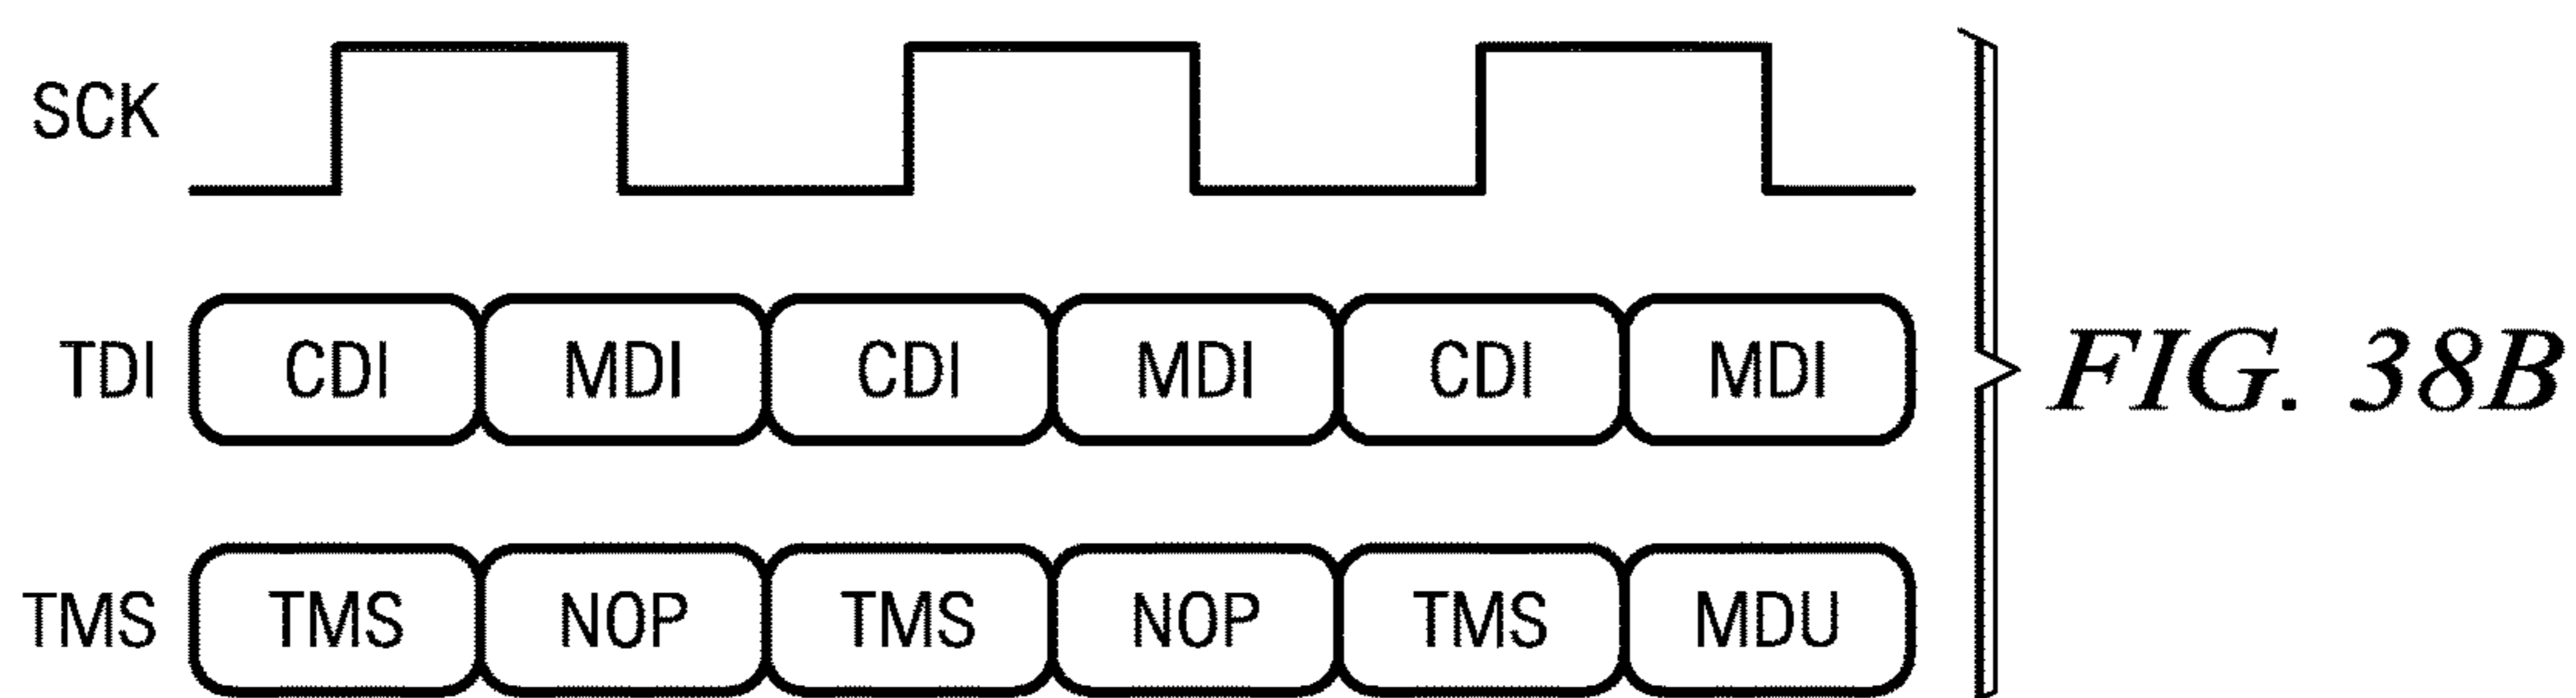 SCK
TDI CDI MDI CDI MDI CDI MDI
TMS TMS NOP TMS NOP TMS MDU
FIG. 38B